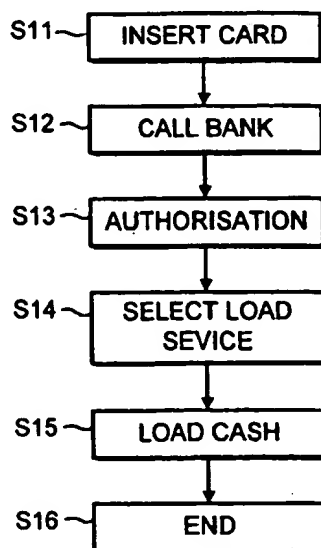 S11 INSERT CARD
S12 CALL BANK
S13 AUTHORISATION
S14 SELECT LOAD
SEVICE
S15 LOAD CASH
S16 END